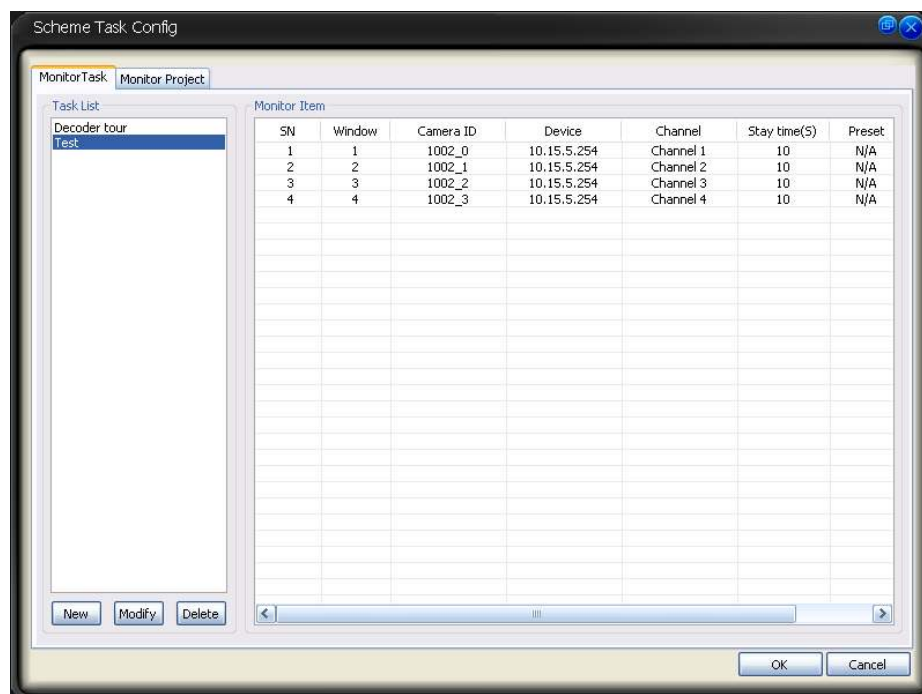 Scheme Task Config
MonitorTask Monitor Project
Task List
Decoder tour
Test
Monitor Item
SN Window Camera ID Device Channel Stay time(S) Preset
1 1 1002_0 10.15.5.254 Channel 1 10 N/A
2 2 1002_1 10.15.5.254 Channel 2 10 N/A
3 3 1002_2 10.15.5.254 Channel 3 10 N/A
4 4 1002_3 10.15.5.254 Channel 4 10 N/A
New Modify Delete
OK Cancel